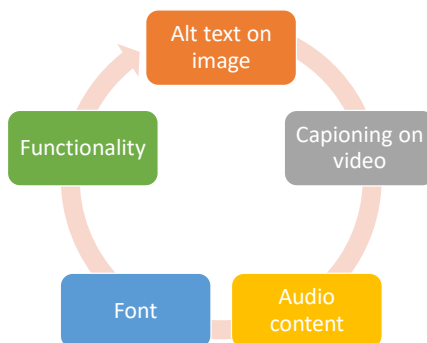 Alt text on
image
Capioning on
video
Audio
content
Font
Functionality